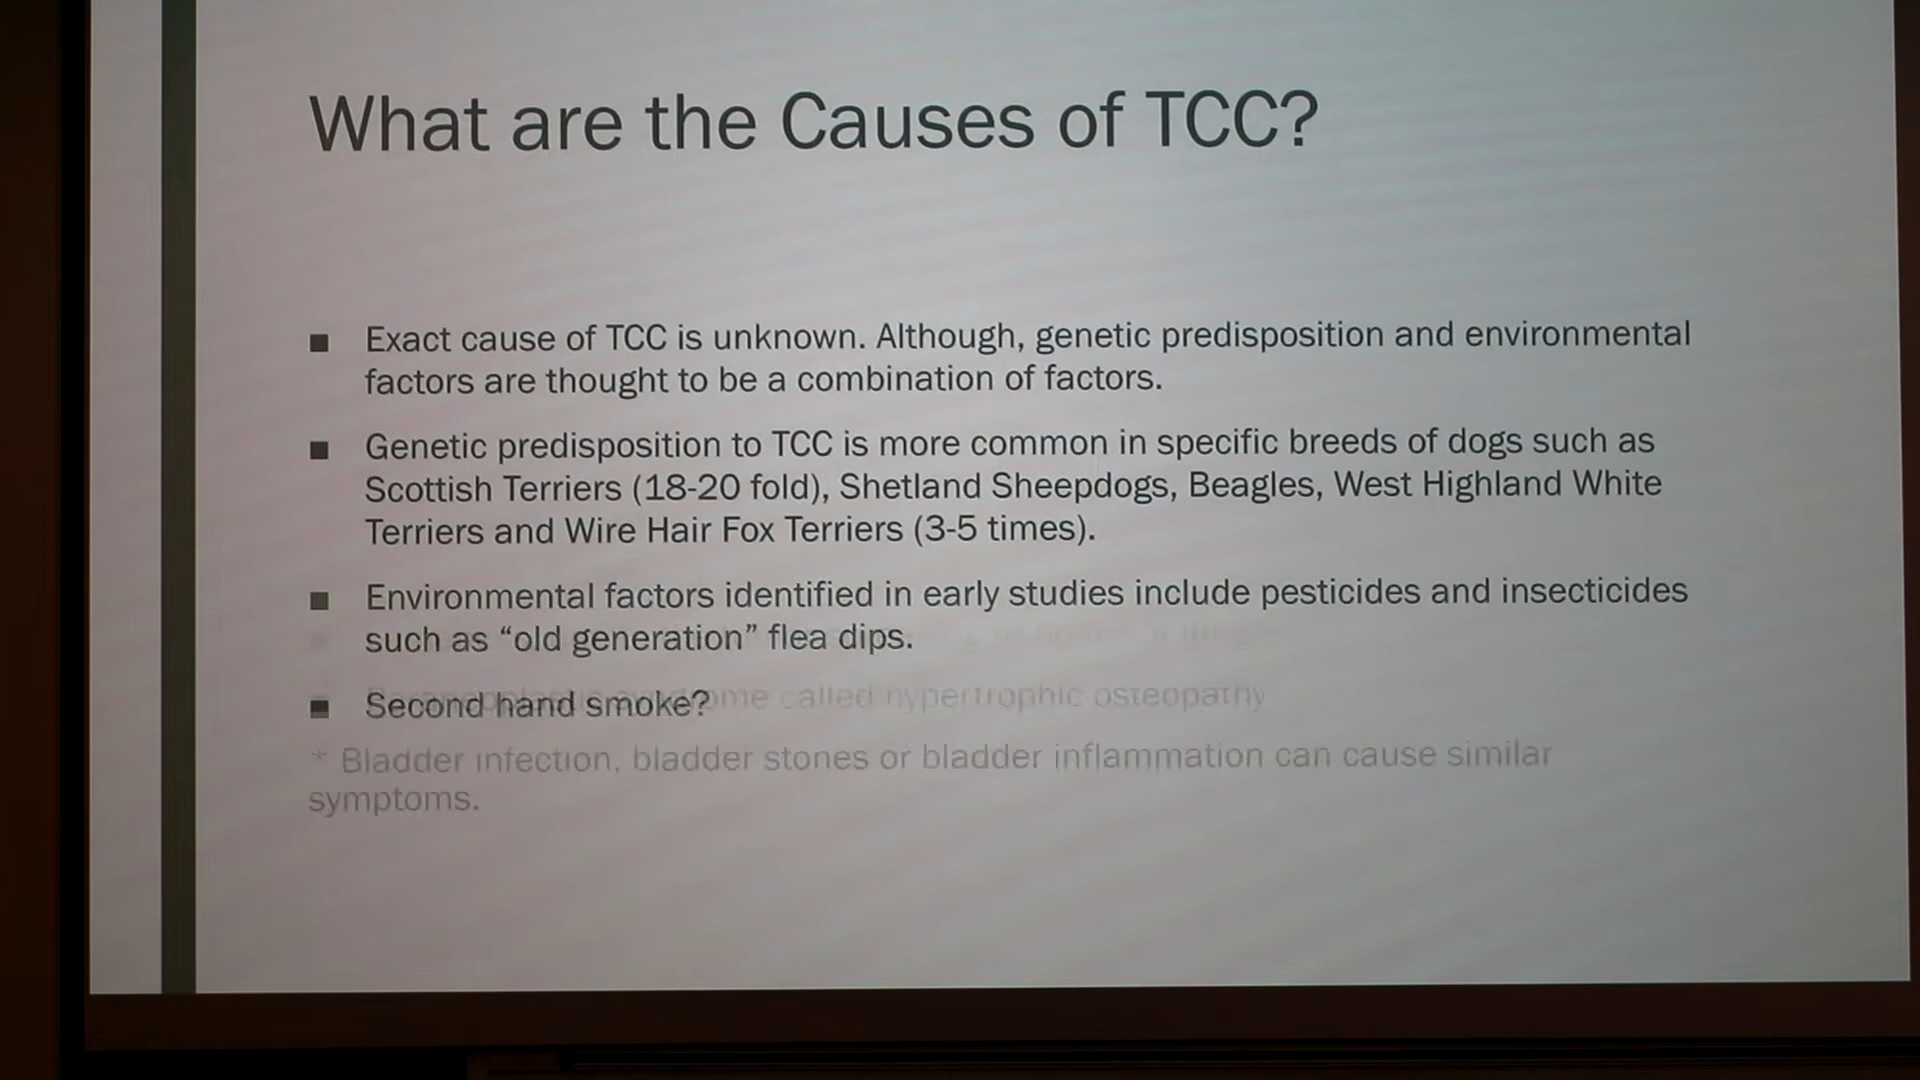 What are the Causes of TCC?
■ Exact cause of TCC is unknown. Although, genetic predisposition and environmental
factors are thought to be a combination of factors.
■ Genetic predisposition to TCC is more common in specific breeds of dogs such as
Scottish Terriers (18-20 fold), Shetland Sheepdogs, Beagles, West Highland White
Terriers and Wire Hair Fox Terriers (3-5 times).
■ Environmental factors identified in early studies include pesticides and insecticides
such as “old generation” flea dips.
■ Second hand smoke?
called hypertrophic osteopathy
* Bladder infection, bladder stones or bladder inflammation can cause similar
symptoms.